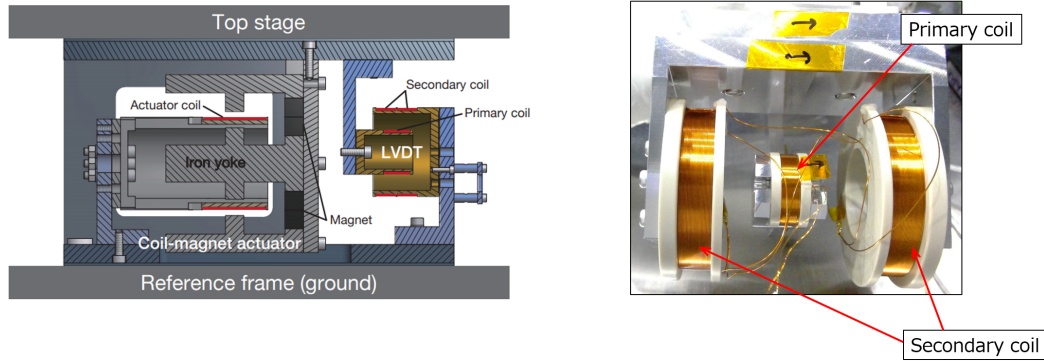 Top stage
Secondary coil
Primary coil
Actuator coil
LVDT
Iron yoke
Magnet
Coil-magnet actuator
Reference frame (ground)
Primary coil
Secondary coil